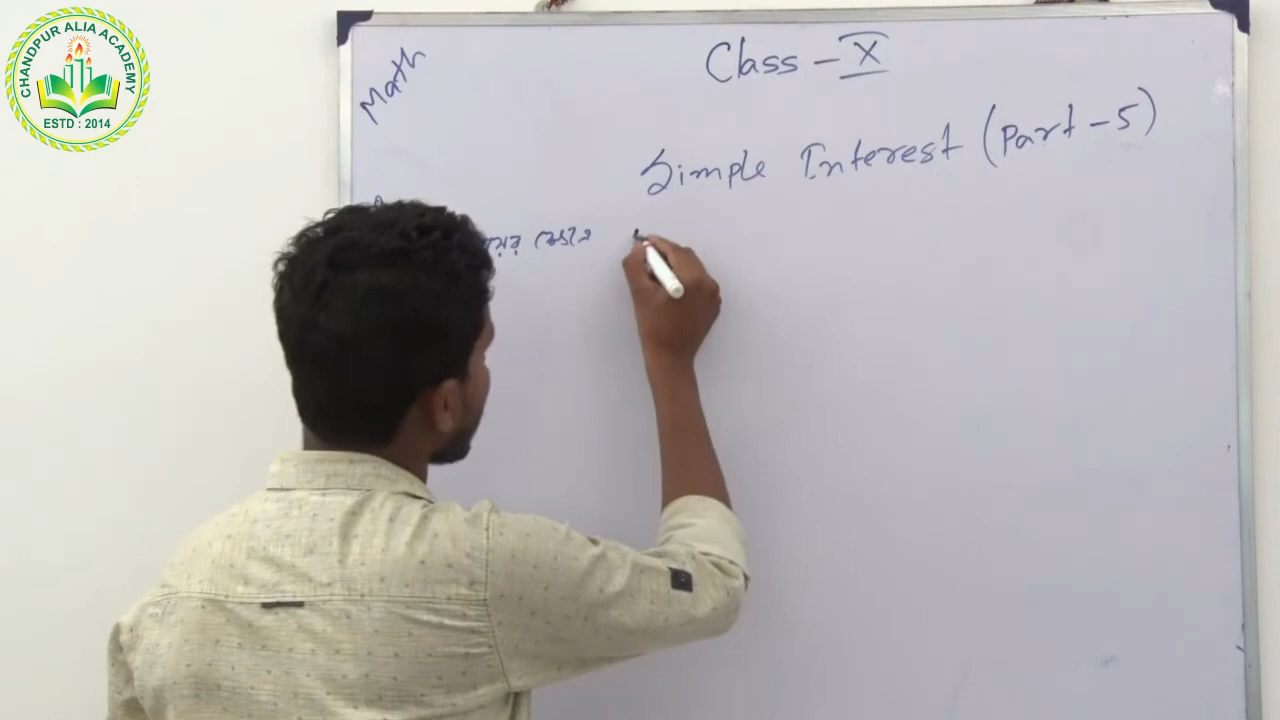 CHANDPUR ALIA ACADEMY
ESTD : 2014
Math
Class - X
Simple Interest (Part - 5)